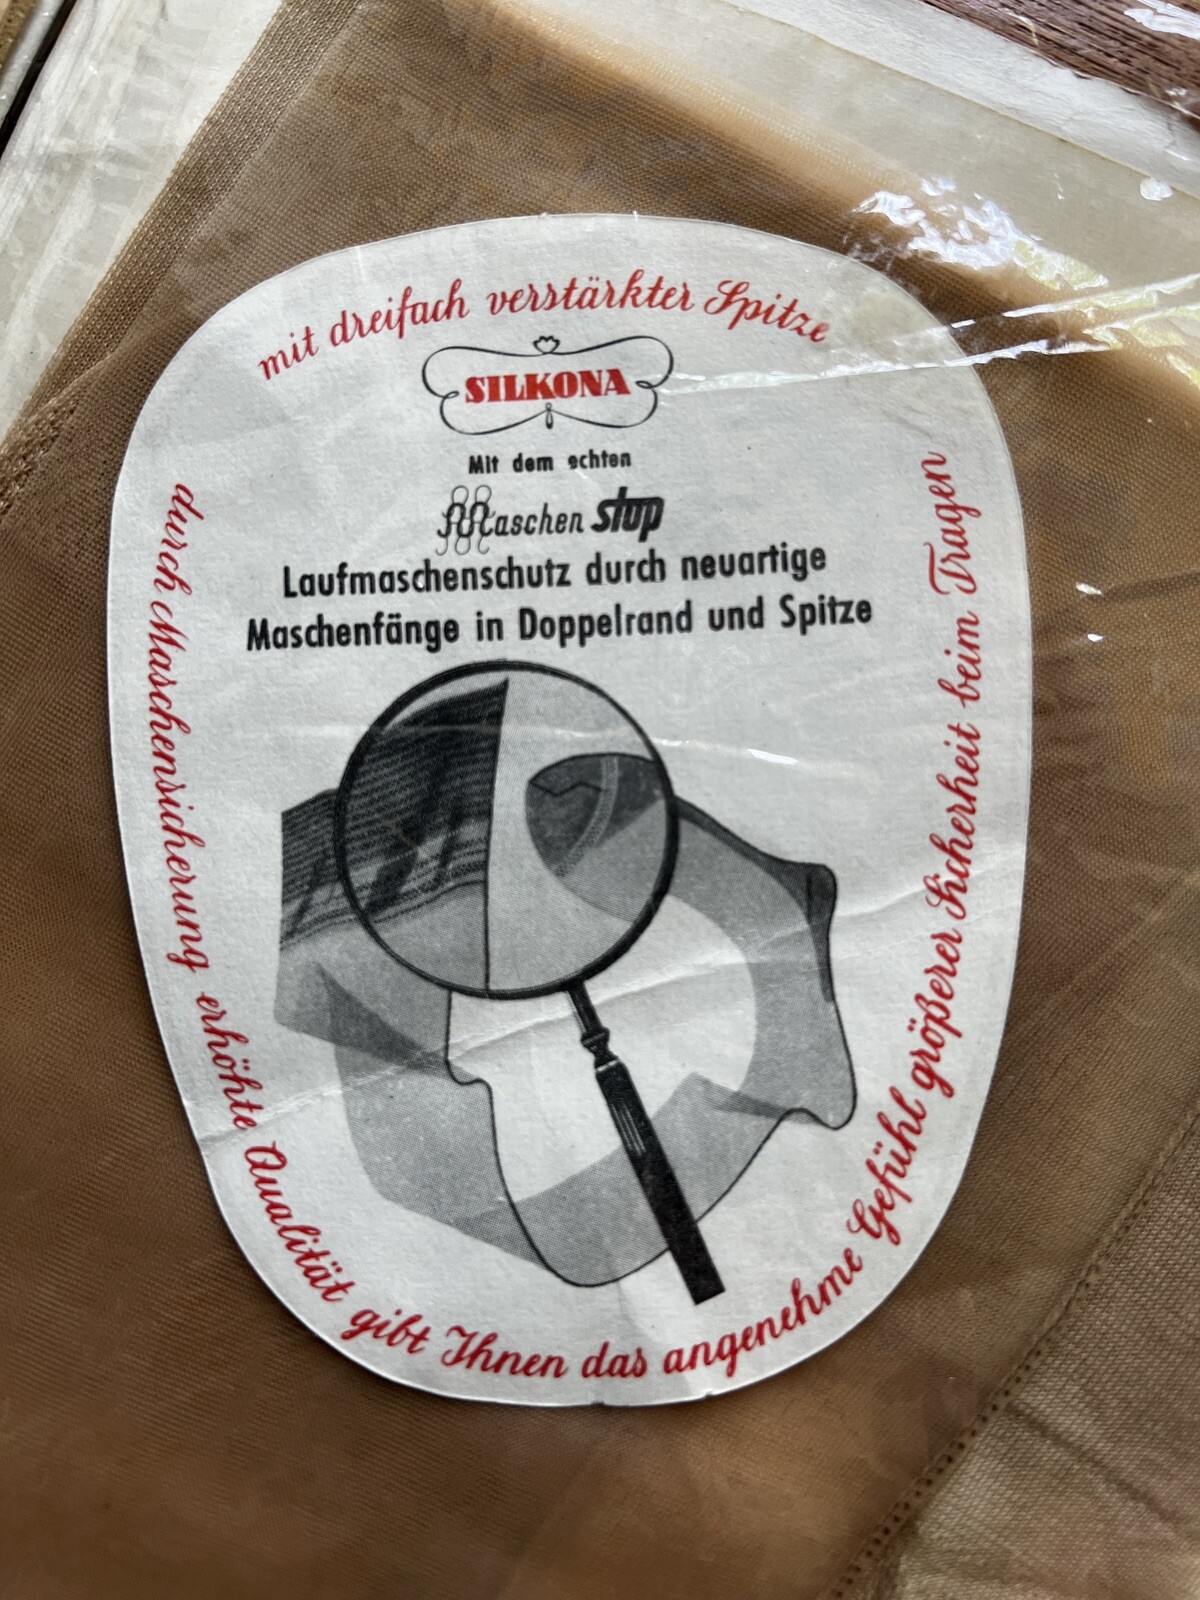 mit dreifach verstärkter Spitze
SILKONA
Mit dem echten
Maschen stop
Laufmaschenschutz durch neuartige
Maschenfänge in Doppelrand und Spitze
durch Maschensicherung erhöhte Qualität gibt Ihnen das angenehme Gefühl größerer Sicherheit beim Tragen